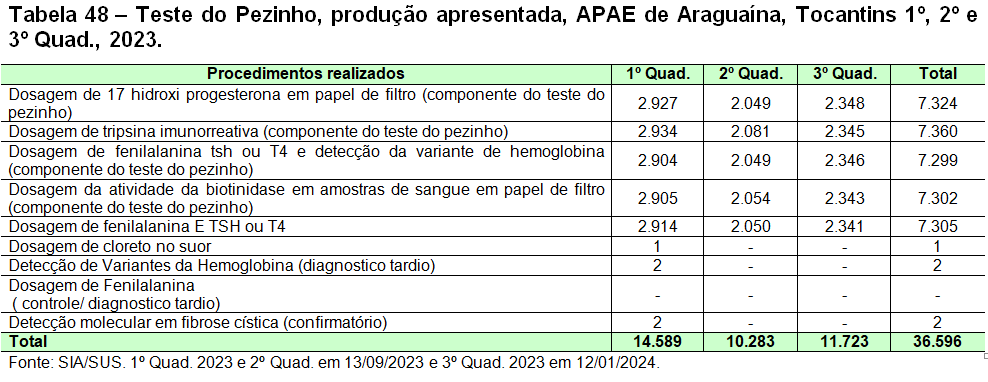 Tabela 48 – Teste do Pezinho, produção apresentada, APAE de Araguaína, Tocantins 1º, 2º e
3º Quad., 2023.
Procedimentos realizados 1º Quad. 2º Quad. 3º Quad. Total
Dosagem de 17 hidroxi progesterona em papel de filtro (componente do teste do
pezinho) 2.927 2.049 2.348 7.324
Dosagem de tripsina imunorreativa (componente do teste do pezinho) 2.934 2.081 2.345 7.360
Dosagem de fenilalanina tsh ou T4 e detecção da variante de hemoglobina
(componente do teste do pezinho) 2.904 2.049 2.346 7.299
Dosagem da atividade da biotinidase em amostras de sangue em papel de filtro
(componente do teste do pezinho) 2.905 2.054 2.343 7.302
Dosagem de fenilalanina E TSH ou T4 2.914 2.050 2.341 7.305
Dosagem de cloreto no suor 1 - - 1
Detecção de Variantes da Hemoglobina (diagnostico tardio) 2 - - 2
Dosagem de Fenilalanina
( controle/ diagnostico tardio) - - - -
Detecção molecular em fibrose cística (confirmatório) 2 - - 2
Total 14.589 10.283 11.723 36.596
Fonte: SIA/SUS. 1º Quad. 2023 e 2º Quad. em 13/09/2023 e 3º Quad. 2023 em 12/01/2024.